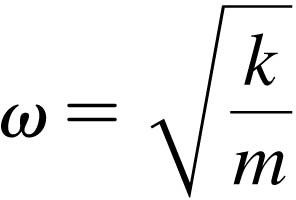 ω = √(k/m)